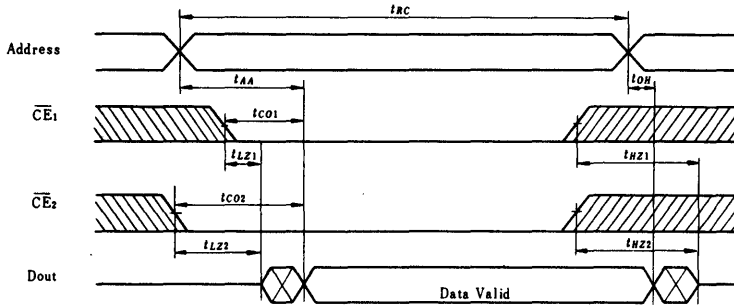 tRC
Address
tAA
tOH
CE1
tCO1
tLZ1
tHZ1
CE2
tCO2
tLZ2
tHZ2
Dout
Data Valid